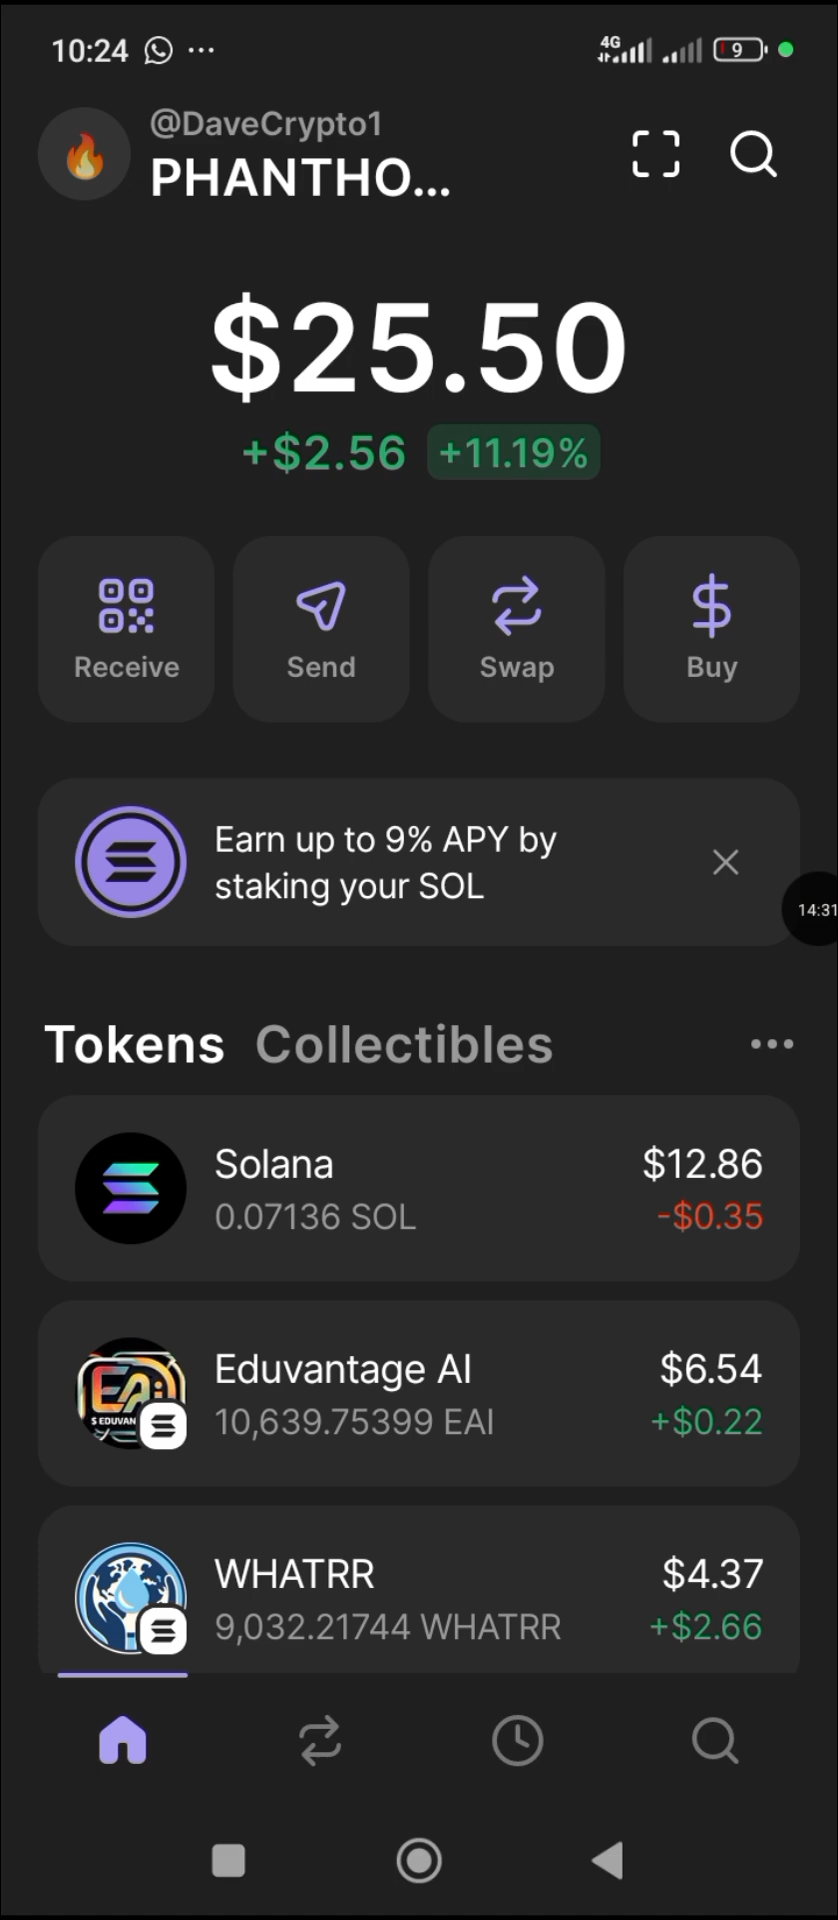 10:24
4G
9
@DaveCrypto1
PHANTHO...
$25.50
+$2.56 +11.19%
Receive
Send
Swap
Buy
Earn up to 9% APY by
staking your SOL
14:31
Tokens Collectibles
Solana
$12.86
0.07136 SOL
-$0.35
Eduvantage AI
$6.54
$ EDUVAN
10,639.75399 EAI
+$0.22
WHATRR
$4.37
9,032.21744 WHATRR
+$2.66